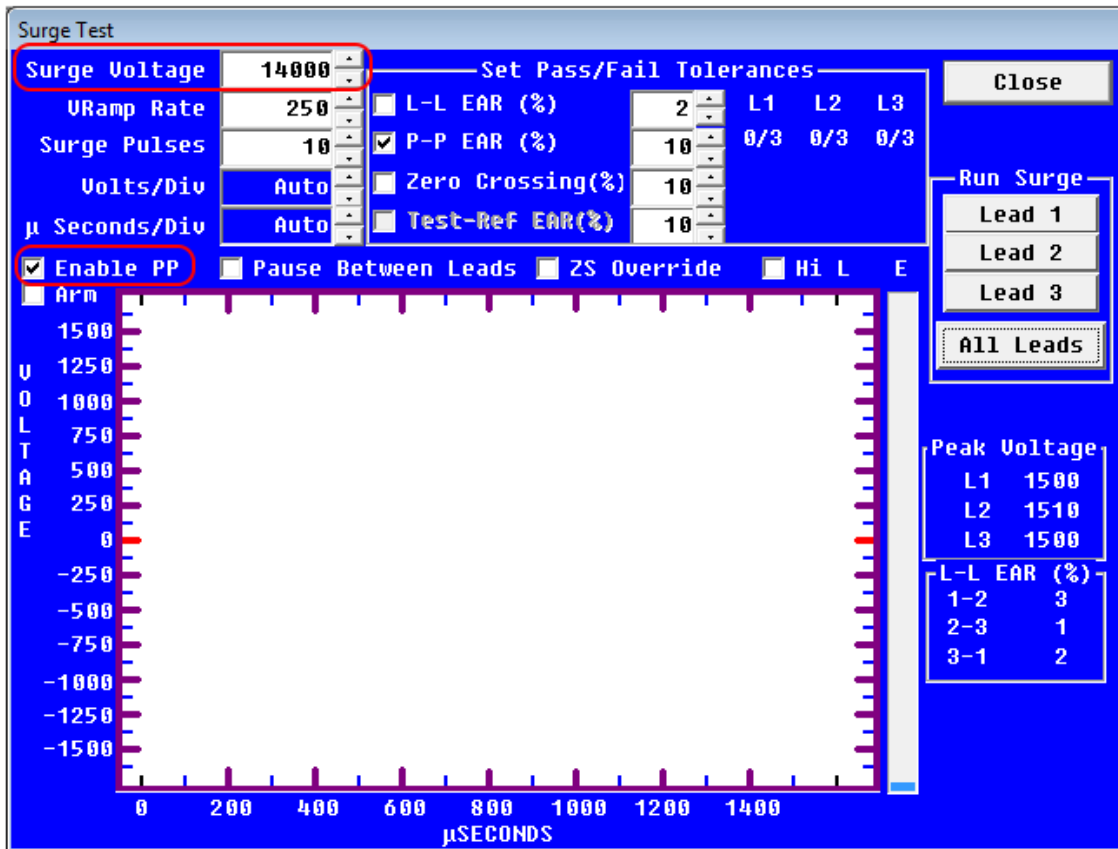 Surge Test
Surge Voltage 14000
VRamp Rate 250
Surge Pulses 10
Volts/Div Auto
µ Seconds/Div Auto
Set Pass/Fail Tolerances
L-L EAR (%) 2 L1 L2 L3
P-P EAR (%) 10 0/3 0/3 0/3
Zero Crossing(%) 10
Test-Ref EAR(%) 10
Close
Run Surge
Lead 1
Lead 2
Lead 3
All Leads
Enable PP Pause Between Leads ZS Override Hi L E
Arm
VOLTAGE
1500
1250
1000
750
500
250
0
-250
-500
-750
-1000
-1250
-1500
0 200 400 600 800 1000 1200 1400
µSECONDS
Peak Voltage
L1 1500
L2 1510
L3 1500
L-L EAR (%)
1-2 3
2-3 1
3-1 2